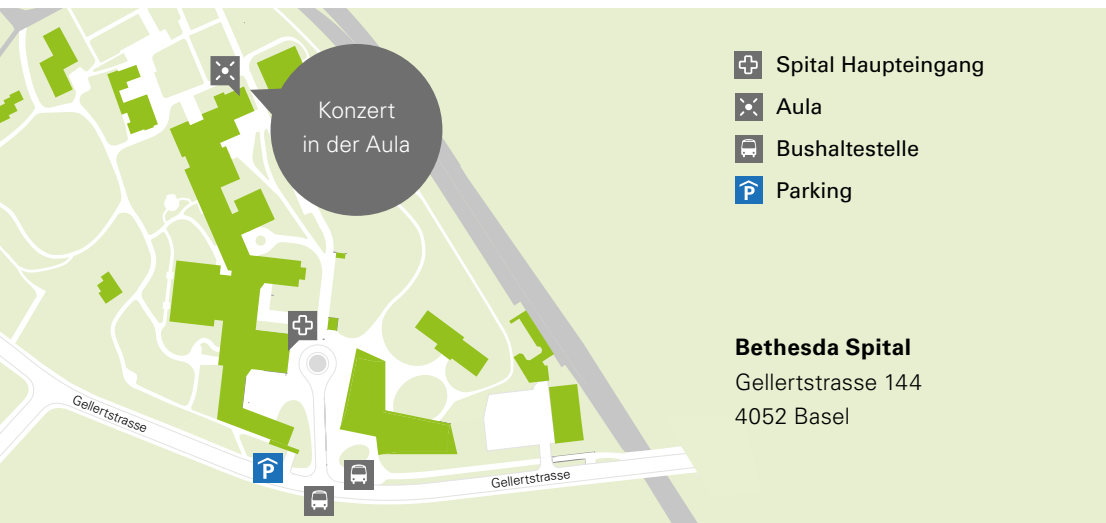 Konzert
in der Aula
Gellertstrasse
Gellertstrasse
P
Spital Haupteingang
Aula
Bushaltestelle
P
Parking
Bethesda Spital
Gellertstrasse 144
4052 Basel